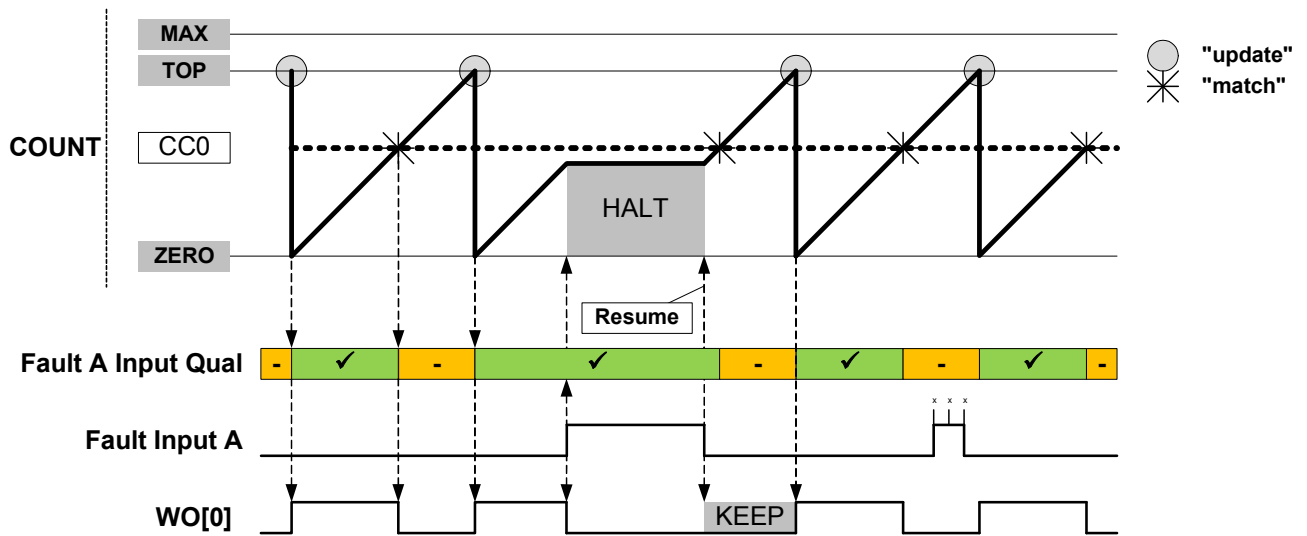 MAX
TOP
"update"
"match"
COUNT
CC0
HALT
ZERO
Resume
Fault A Input Qual
- ✓ - ✓ - ✓ - ✓ -
x x x
Fault Input A
KEEP
WO[0]